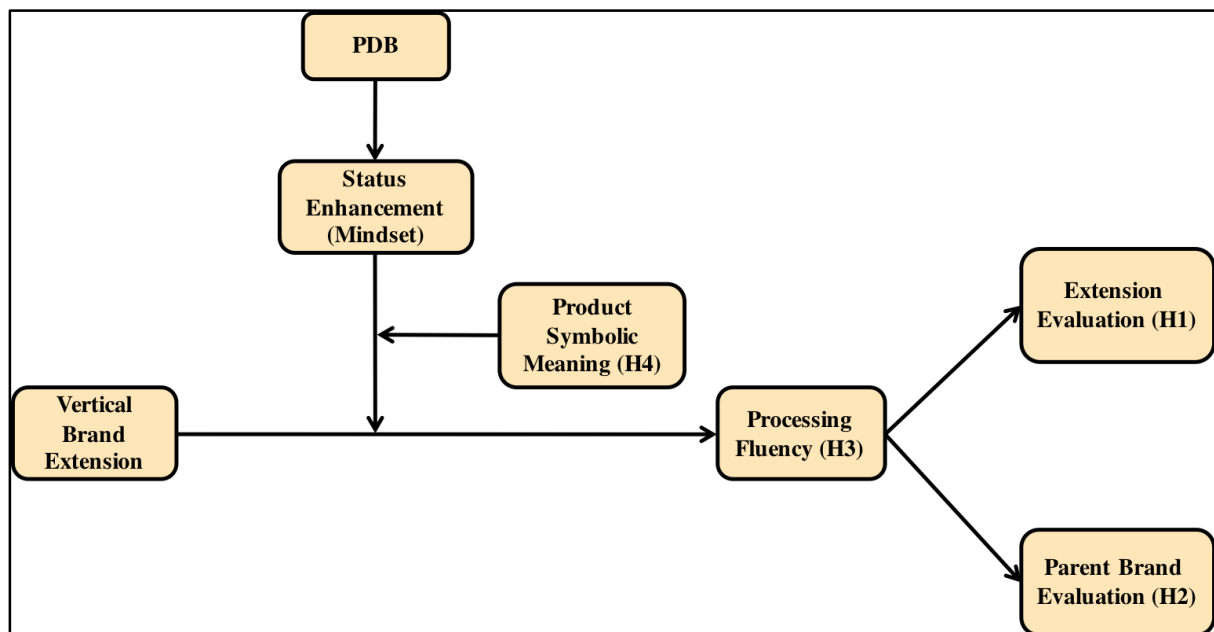 PDB
Status
Enhancement
(Mindset)
Product
Symbolic
Meaning (H4)
Extension
Evaluation (H1)
Vertical
Brand
Extension
Processing
Fluency (H3)
Parent Brand
Evaluation (H2)